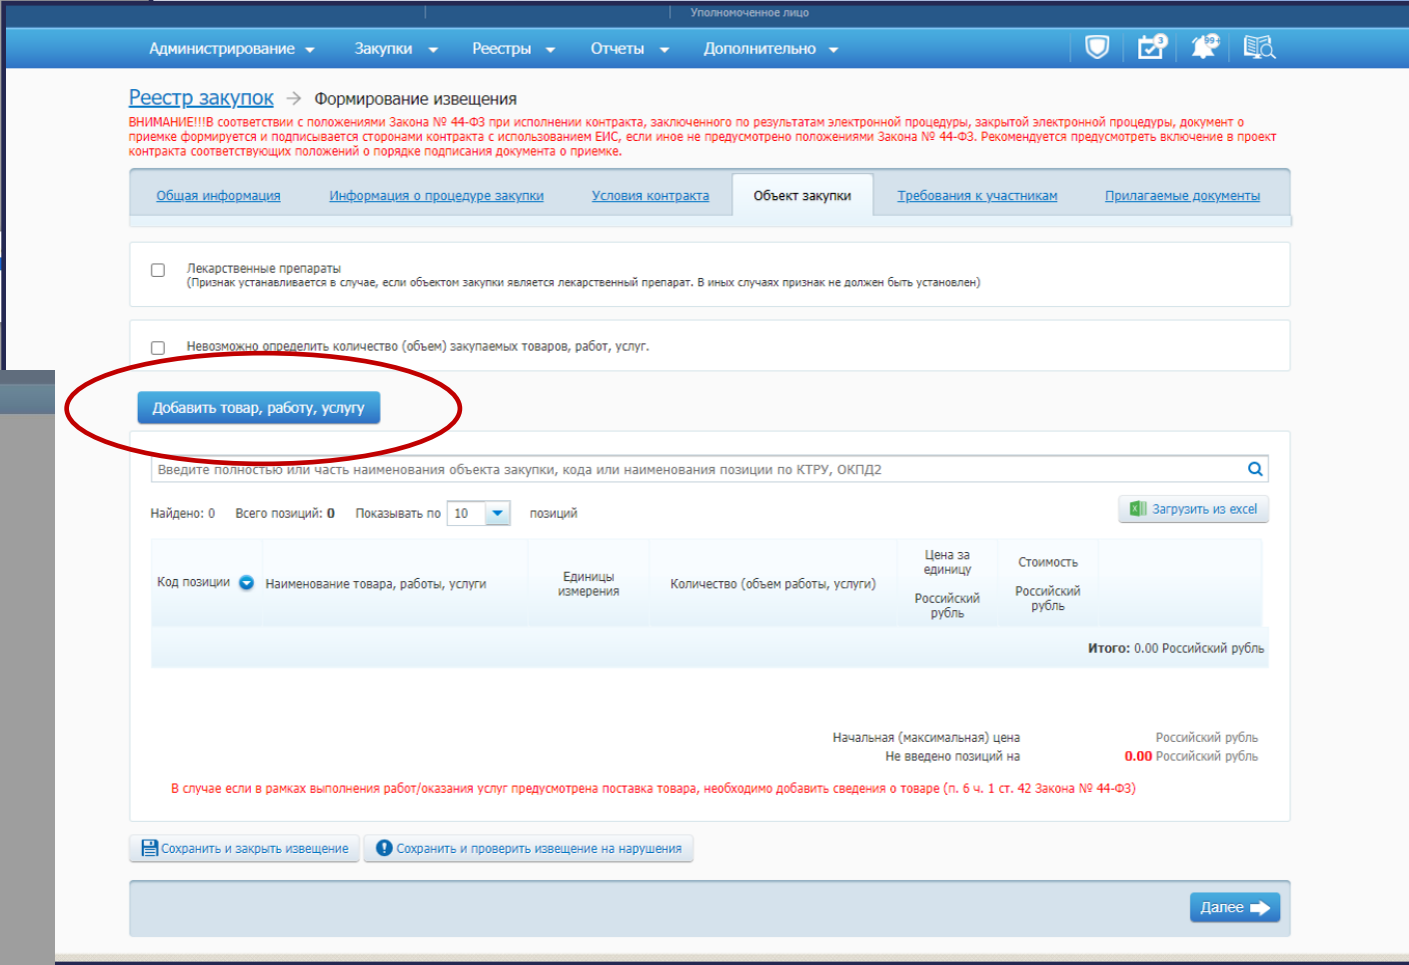 Уполномоченное лицо
Администрирование Закупки Реестры Отчеты Дополнительно 3 99+
Реестр закупок → Формирование извещения
ВНИМАНИЕ!!!В соответствии с положениями Закона № 44-ФЗ при исполнении контракта, заключенного по результатам электронной процедуры, закрытой электронной процедуры, документ о
приемке формируется и подписывается сторонами контракта с использованием ЕИС, если иное не предусмотрено положениями Закона № 44-ФЗ. Рекомендуется предусмотреть включение в проект
контракта соответствующих положений о порядке подписания документа о приемке.
Общая информация Информация о процедуре закупки Условия контракта Объект закупки Требования к участникам Прилагаемые документы
Лекарственные препараты
(Признак устанавливается в случае, если объектом закупки является лекарственный препарат. В иных случаях признак не должен быть установлен)
Невозможно определить количество (объем) закупаемых товаров, работ, услуг.
Добавить товар, работу, услугу
Введите полностью или часть наименования объекта закупки, кода или наименования позиции по КТРУ, ОКПД2
Найдено: 0 Всего позиций: 0 Показывать по 10 позиций Загрузить из excel
Код позиции Наименование товара, работы, услуги Единицы
измерения Количество (объем работы, услуги) Цена за
единицу
Российский
рубль Стоимость
Российский
рубль
Итого: 0.00 Российский рубль
Начальная (максимальная) цена Российский рубль
Не введено позиций на 0.00 Российский рубль
В случае если в рамках выполнения работ/оказания услуг предусмотрена поставка товара, необходимо добавить сведения о товаре (п. 6 ч. 1 ст. 42 Закона № 44-ФЗ)
Сохранить и закрыть извещение Сохранить и проверить извещение на нарушения
Далее